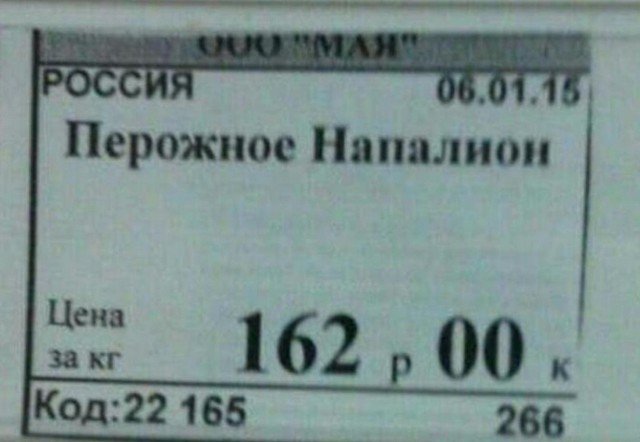 ООО "МАЯ"
РОССИЯ 06.01.15
Перожное Напалион
Цена
за кг 162 р 00 к
Код:22 165 266